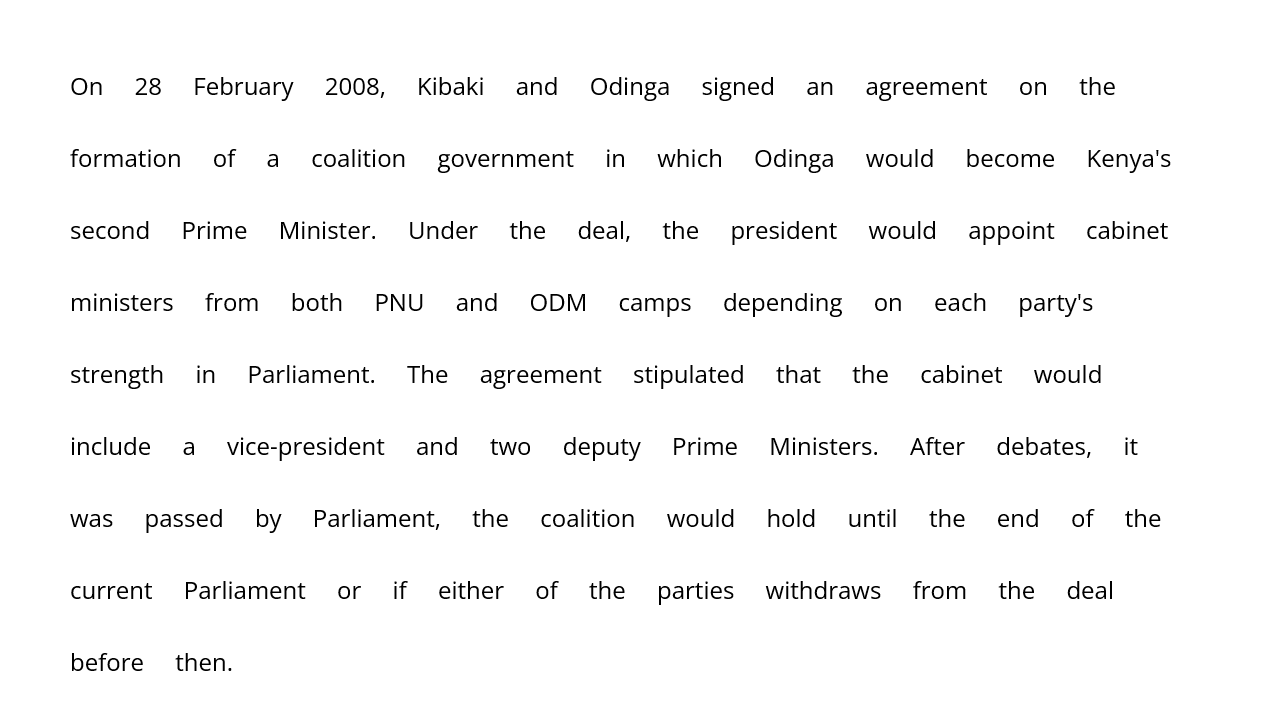 On 28 February 2008, Kibaki and Odinga signed an agreement on the
formation of a coalition government in which Odinga would become Kenya's
second Prime Minister. Under the deal, the president would appoint cabinet
ministers from both PNU and ODM camps depending on each party's
strength in Parliament. The agreement stipulated that the cabinet would
include a vice-president and two deputy Prime Ministers. After debates, it
was passed by Parliament, the coalition would hold until the end of the
current Parliament or if either of the parties withdraws from the deal
before then.